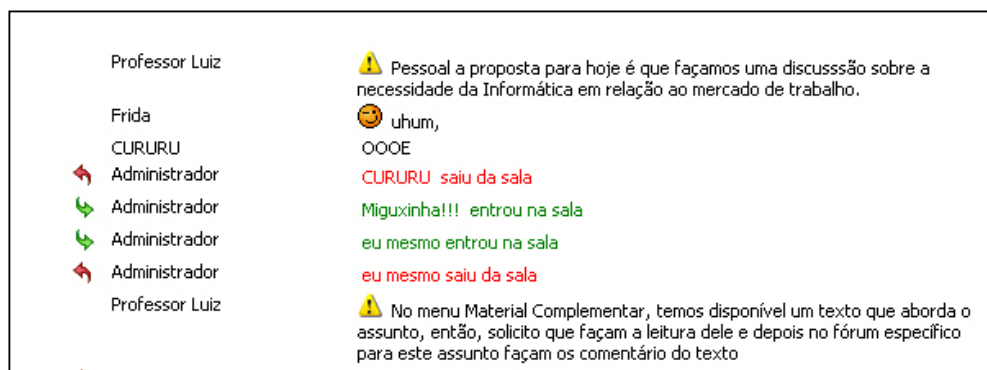 Professor Luiz Pessoal a proposta para hoje é que façamos uma discusssão sobre a
necessidade da Informática em relação ao mercado de trabalho.
Frida uhum,
CURURU OOOE
Administrador CURURU saiu da sala
Administrador Miguxinha!!! entrou na sala
Administrador eu mesmo entrou na sala
Administrador eu mesmo saiu da sala
Professor Luiz No menu Material Complementar, temos disponível um texto que aborda o
assunto, então, solicito que façam a leitura dele e depois no fórum específico
para este assunto façam os comentário do texto